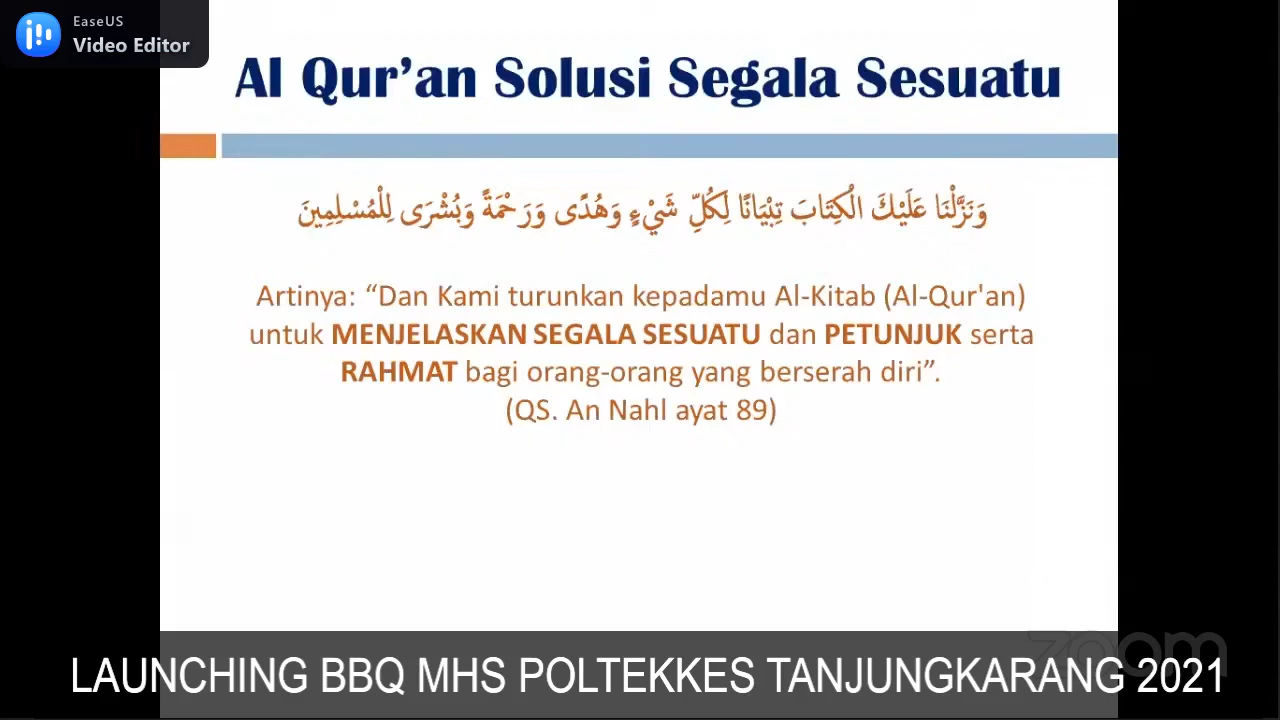 EaseUS
Video Editor
Al Qur’an Solusi Segala Sesuatu
وَنَزَّلْنَا عَلَيْكَ الْكِتَابَ تِبْيَانًا لِكُلِّ شَيْءٍ وَهُدًى وَرَحْمَةً وَبُشْرَى لِلْمُسْلِمِينَ
Artinya: “Dan Kami turunkan kepadamu Al-Kitab (Al-Qur'an)
untuk MENJELASKAN SEGALA SESUATU dan PETUNJUK serta
RAHMAT bagi orang-orang yang berserah diri”.
(QS. An Nahl ayat 89)
zoom
LAUNCHING BBQ MHS POLTEKKES TANJUNGKARANG 2021